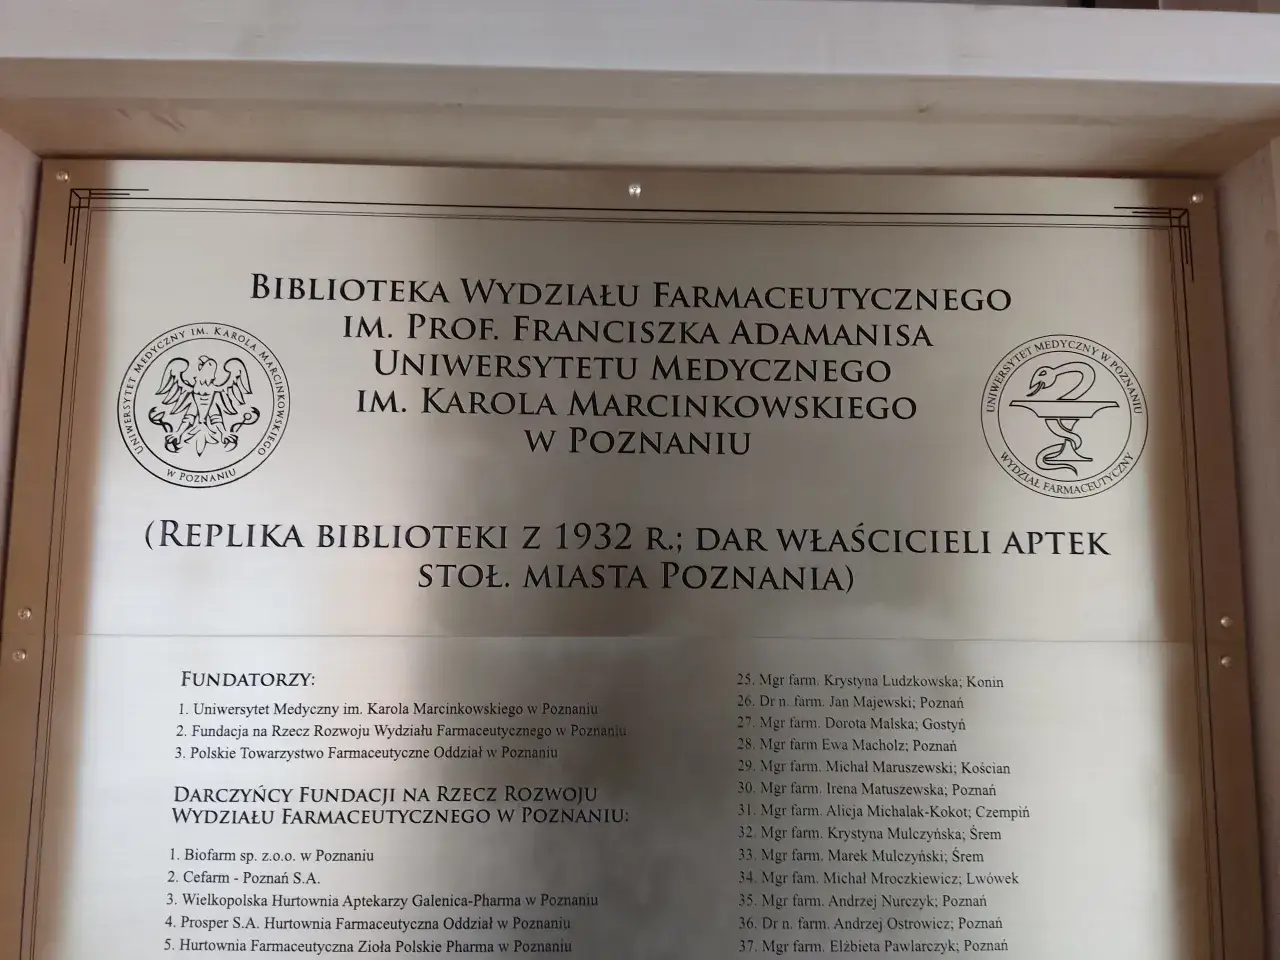 BIBLIOTEKA WYDZIAŁU FARMACEUTYCZNEGO
IM. PROF. FRANCISZKA ADAMANISA
UNIWERSYTETU MEDYCZNEGO
IM. KAROLA MARCINKOWSKIEGO
W POZNANIU
UNIWERSYTET MEDYCZNY IM. KAROLA MARCINKOWSKIEGO
W POZNANIU
UNIWERSYTET MEDYCZNY W POZNANIU
WYDZIAŁ FARMACEUTYCZNY
(REPLIKA BIBLIOTEKI Z 1932 R.; DAR WŁAŚCICIELI APTEK
STOŁ. MIASTA POZNANIA)
FUNDATORZY:
1. Uniwersytet Medyczny im. Karola Marcinkowskiego w Poznaniu
2. Fundacja na Rzecz Rozwoju Wydziału Farmaceutycznego w Poznaniu
3. Polskie Towarzystwo Farmaceutyczne Oddział w Poznaniu
DARCZYŃCY FUNDACJI NA RZECZ ROZWOJU
WYDZIAŁU FARMACEUTYCZNEGO W POZNANIU:
1. Biofarm sp. z.o.o. w Poznaniu
2. Cefarm - Poznań S.A.
3. Wielkopolska Hurtownia Aptekarzy Galenica-Pharma w Poznaniu
4. Prosper S.A. Hurtownia Farmaceutyczna Oddział w Poznaniu
5. Hurtownia Farmaceutyczna Zioła Polskie Pharma w Poznaniu
25. Mgr farm. Krystyna Ludzkowska; Konin
26. Dr n. farm. Jan Majewski; Poznań
27. Mgr farm. Dorota Malska; Gostyń
28. Mgr farm Ewa Macholz; Poznań
29. Mgr farm. Michał Maruszewski; Kościan
30. Mgr farm. Irena Matuszewska; Poznań
31. Mgr farm. Alicja Michalak-Kokot; Czempiń
32. Mgr farm. Krystyna Mulczyńska; Śrem
33. Mgr farm. Marek Mulczyński; Śrem
34. Mgr fam. Michał Mroczkiewicz; Lwówek
35. Mgr farm. Andrzej Nurczyk; Poznań
36. Dr n. farm. Andrzej Ostrowicz; Poznań
37. Mgr farm. Elżbieta Pawlarczyk; Poznań